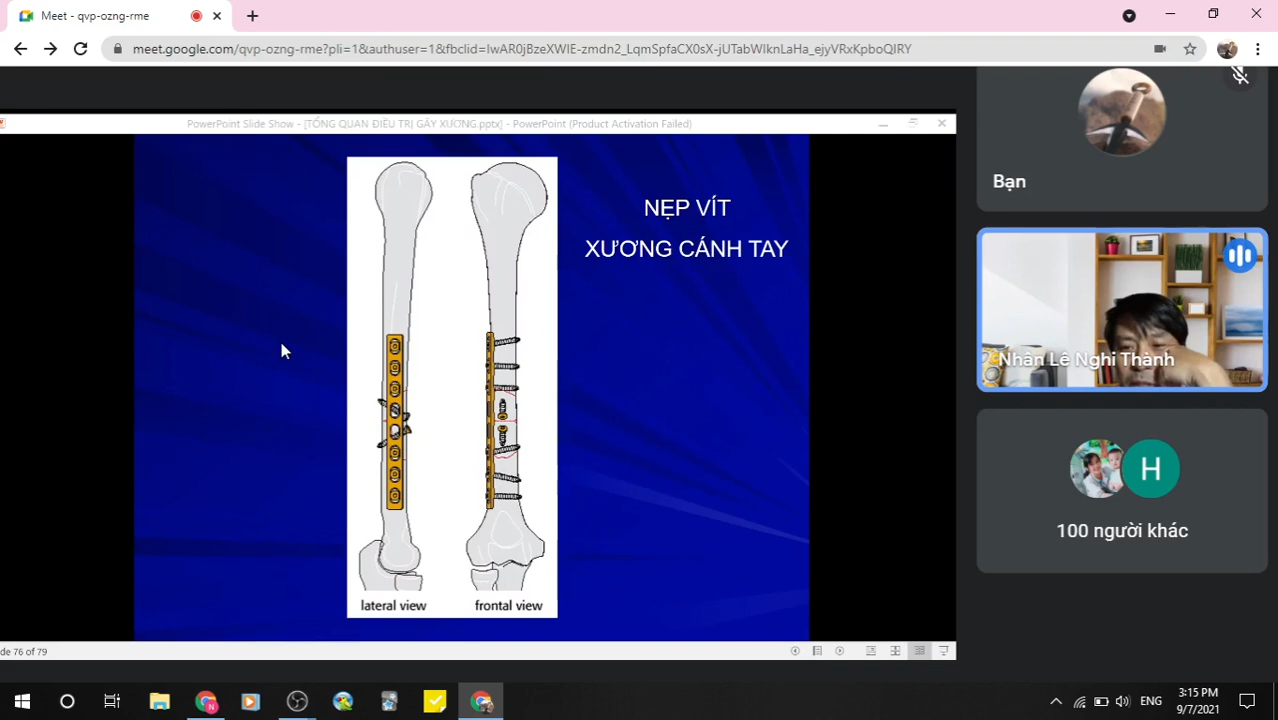 Meet - qvp-ozng-rme
meet.google.com/qvp-ozng-rme?pli=1&authuser=1&fbclid=IwAR0jBzeXWIE-zmdn2_LqmSpfaCX0sX-jUTabWlknLaHa_ejyVRxKpboQIRY
PowerPoint Slide Show - [TỔNG QUAN ĐIỀU TRỊ GÃY XƯƠNG.pptx] - PowerPoint (Product Activation Failed)
NẸP VÍT
XƯƠNG CÁNH TAY
lateral view
frontal view
de 76 of 79
Bạn
Nhân Lê Nghi Thành
H
100 người khác
N
ENG
3:15 PM
9/7/2021